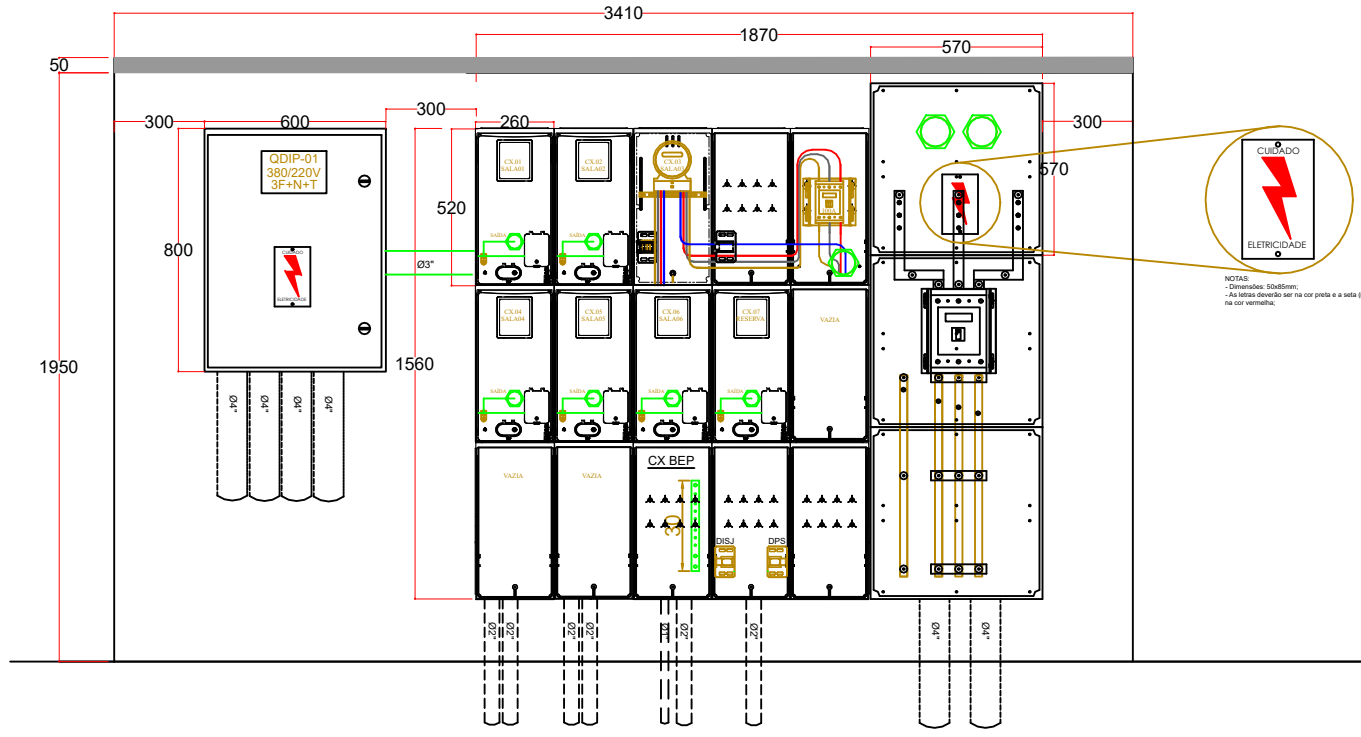 3410
1870
570
50
300
600
300
260
300
QDIP-01
380/220V
3F+N+T
CX.01
SALA01
CX.02
SALA02
CX.03
SALA03
CUIDADO
ELETRICIDADE
570
520
800
SAÍDA
SAÍDA
100A
CUIDADO
ELETRICIDADE
Ø3"
NOTAS:
- Dimensões: 50x85mm;
- As letras deverão ser na cor preta e a seta
na cor vermelha;
CX.04
SALA04
CX.05
SALA05
CX.06
SALA06
CX.07
RESERVA
VAZIA
1950
1560
SAÍDA
SAÍDA
SAÍDA
SAÍDA
Ø4"
Ø4"
Ø4"
Ø4"
CX BEP
VAZIA
VAZIA
30
DISJ
DPS
Ø2"
Ø2"
Ø2"
Ø2"
Ø1"
Ø2"
Ø2"
Ø4"
Ø4"